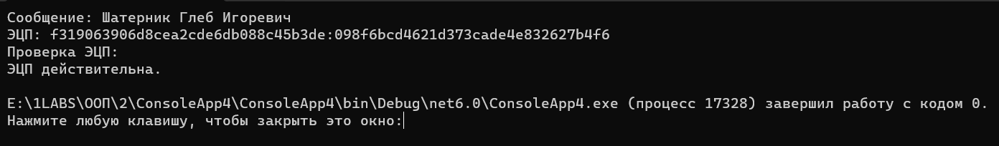 Сообщение: Шатерник Глеб Игоревич
ЭЦП: f319063906d8cea2cde6db088c45b3de:098f6bcd4621d373cade4e832627b4f6
Проверка ЭЦП:
ЭЦП действительна.
E:\1LABS\ООП\2\ConsoleApp4\ConsoleApp4\bin\Debug\net6.0\ConsoleApp4.exe (процесс 17328) завершил работу с кодом 0.
Нажмите любую клавишу, чтобы закрыть это окно: